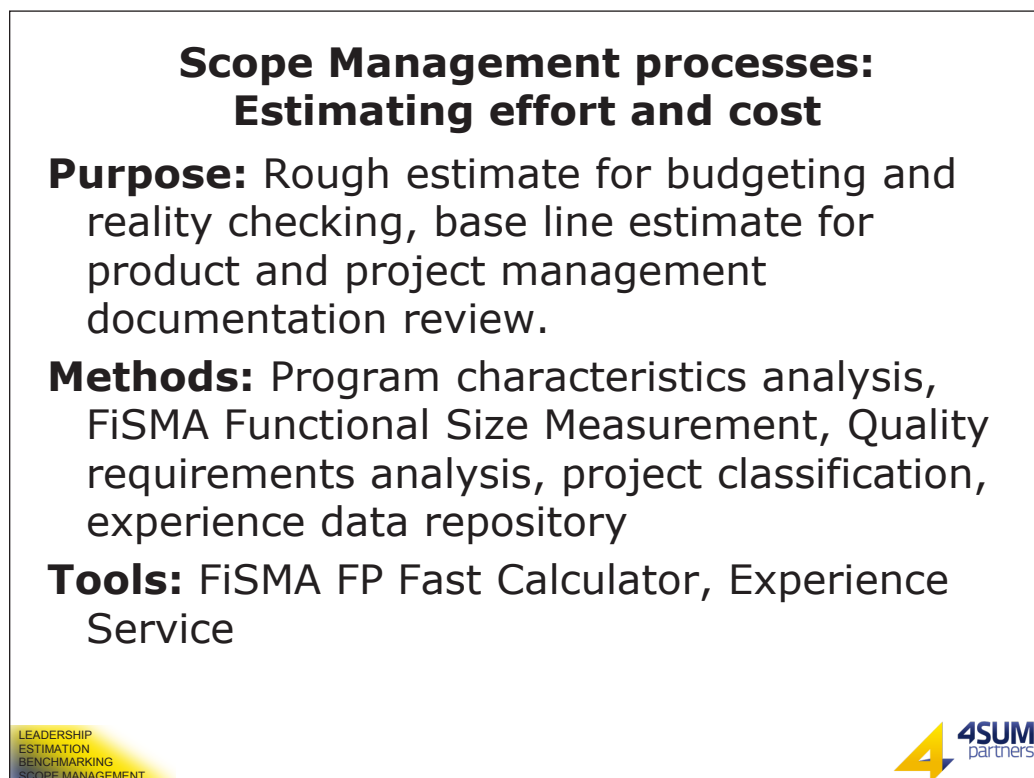 Scope Management processes:
Estimating effort and cost
Purpose: Rough estimate for budgeting and
reality checking, base line estimate for
product and project management
documentation review.
Methods: Program characteristics analysis,
FiSMA Functional Size Measurement, Quality
requirements analysis, project classification,
experience data repository
Tools: FiSMA FP Fast Calculator, Experience
Service
LEADERSHIP
ESTIMATION
BENCHMARKING
SCOPE MANAGEMENT
4SUM
partners